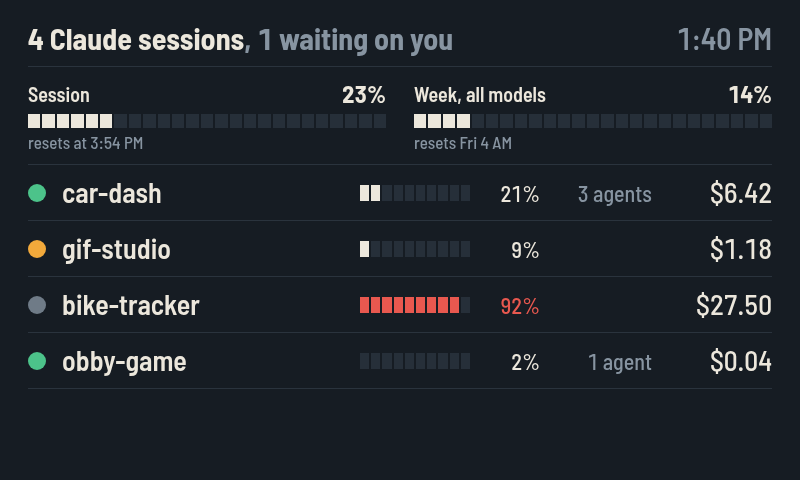 4 Claude sessions, 1 waiting on you 1:40 PM
Session 23% Week, all models 14%
resets at 3:54 PM resets Fri 4 AM
car-dash 21% 3 agents $6.42
gif-studio 9% $1.18
bike-tracker 92% $27.50
obby-game 2% 1 agent $0.04